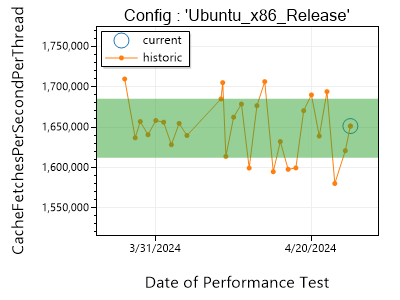 Config : 'Ubuntu_x86_Release'
current
historic
CacheFetchesPerSecondPerThread
1,750,000
1,700,000
1,650,000
1,600,000
1,550,000
3/31/2024
4/20/2024
Date of Performance Test